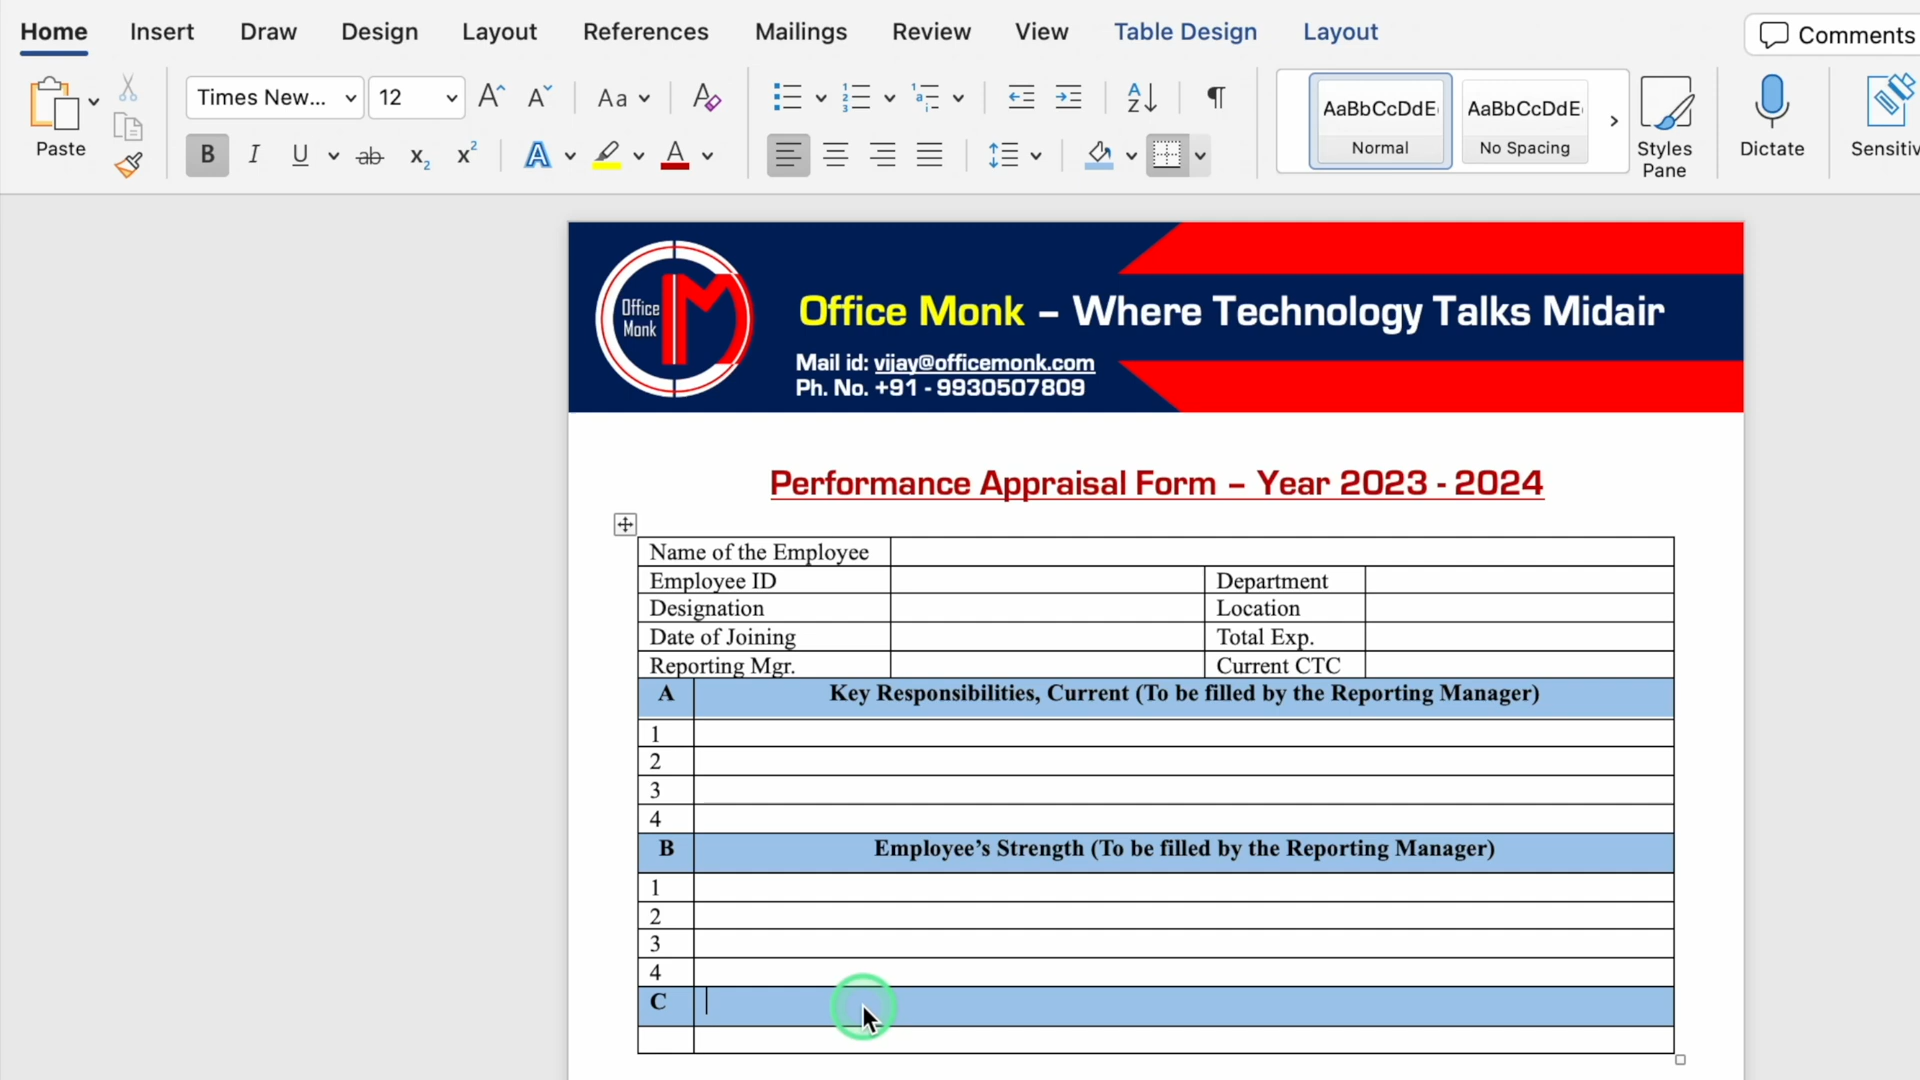 Home Insert Draw Design Layout References Mailings Review View Table Design Layout Comments
Paste Times New... 12 Aa AaBbCcDdE AaBbCcDdE
Normal No Spacing Styles Pane Dictate Sensitiv
Office Monk
Office Monk – Where Technology Talks Midair
Mail id: vijay@officemonk.com
Ph. No. +91 - 9930507809
Performance Appraisal Form – Year 2023 - 2024
Name of the Employee
Employee ID Department
Designation Location
Date of Joining Total Exp.
Reporting Mgr. Current CTC
A Key Responsibilities, Current (To be filled by the Reporting Manager)
1
2
3
4
B Employee’s Strength (To be filled by the Reporting Manager)
1
2
3
4
C